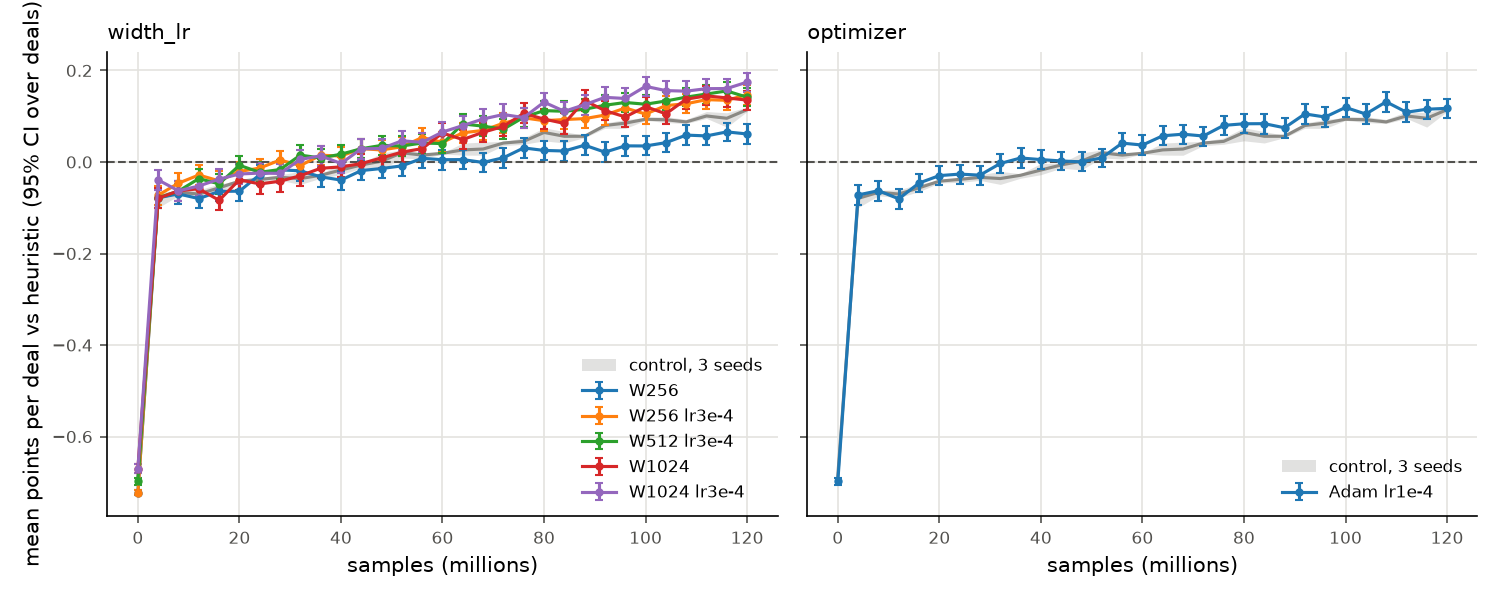 width_lr
optimizer
mean points per deal vs heuristic (95% CI over deals)
0.2
0.0
−0.2
−0.4
−0.6
control, 3 seeds
W256
W256 lr3e-4
W512 lr3e-4
W1024
W1024 lr3e-4
control, 3 seeds
Adam lr1e-4
0 20 40 60 80 100 120
0 20 40 60 80 100 120
samples (millions)
samples (millions)